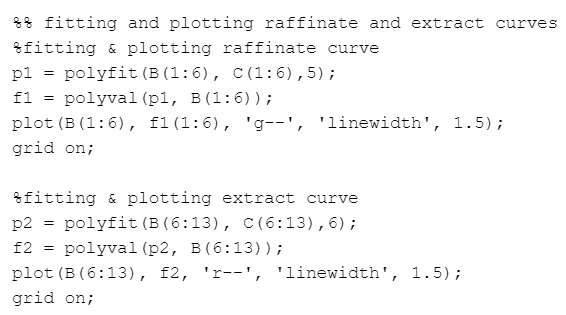 %% fitting and plotting raffinate and extract curves
%fitting & plotting raffinate curve
p1 = polyfit(B(1:6), C(1:6),5);
f1 = polyval(p1, B(1:6));
plot(B(1:6), f1(1:6), 'g--', 'linewidth', 1.5);
grid on;

%fitting & plotting extract curve
p2 = polyfit(B(6:13), C(6:13),6);
f2 = polyval(p2, B(6:13));
plot(B(6:13), f2, 'r--', 'linewidth', 1.5);
grid on;